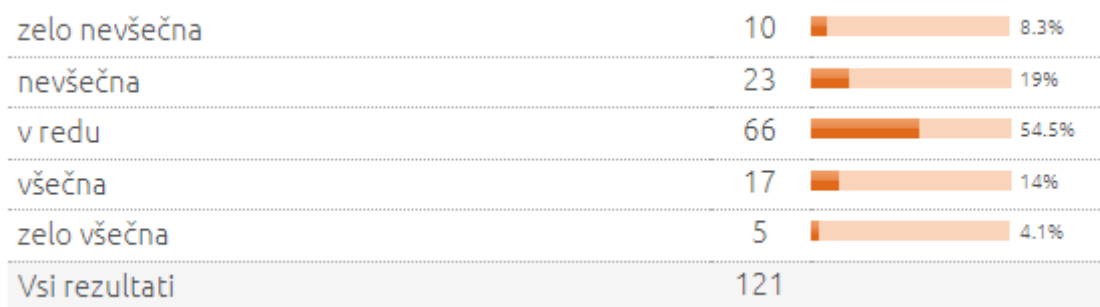 zelo nevšečna 10 8.3%
nevšečna 23 19%
v redu 66 54.5%
všečna 17 14%
zelo všečna 5 4.1%
Vsi rezultati 121